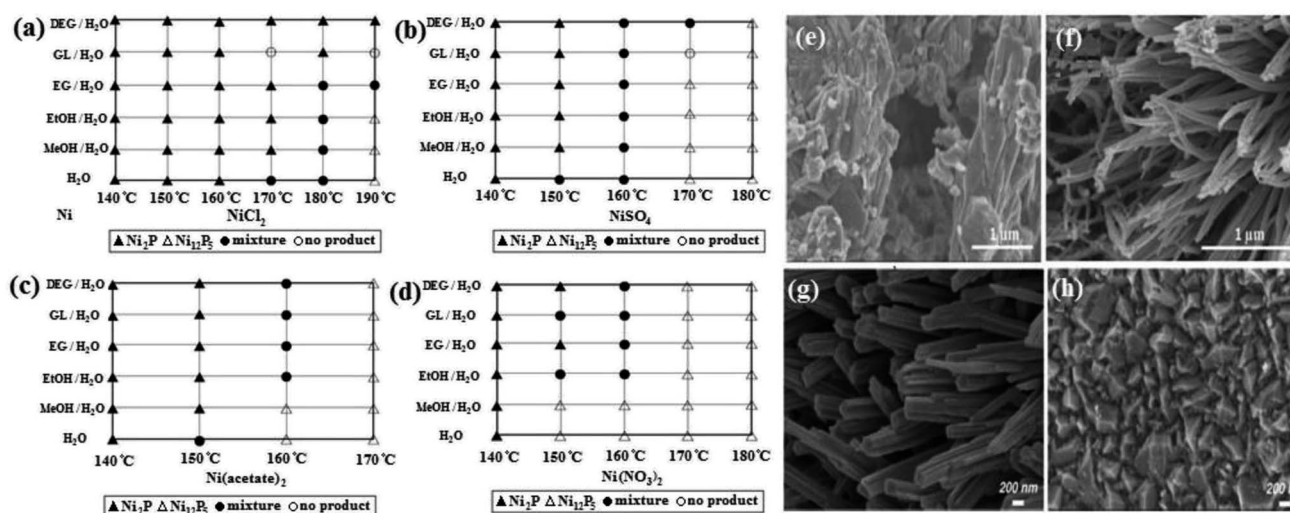 (a)
DEG / H₂O
GL / H₂O
EG / H₂O
EtOH / H₂O
MeOH / H₂O
H₂O
140°C 150°C 160°C 170°C 180°C 190°C
Ni NiCl₂
▲Ni₂P △Ni₁₂P₅ ●mixture ○no product
(b)
DEG / H₂O
GL / H₂O
EG / H₂O
EtOH / H₂O
MeOH / H₂O
H₂O
140°C 150°C 160°C 170°C 180°C
NiSO₄
▲Ni₂P △Ni₁₂P₅ ●mixture ○no product
(c)
DEG / H₂O
GL / H₂O
EG / H₂O
EtOH / H₂O
MeOH / H₂O
H₂O
140°C 150°C 160°C 170°C
Ni(acetate)₂
▲Ni₂P △Ni₁₂P₅ ●mixture ○no product
(d)
DEG / H₂O
GL / H₂O
EG / H₂O
EtOH / H₂O
MeOH / H₂O
H₂O
140°C 150°C 160°C 170°C 180°C
Ni(NO₃)₂
▲Ni₂P △Ni₁₂P₅ ●mixture ○no product
(e)
1 µm
(f)
1 µm
(g)
200 nm
(h)
200 nm